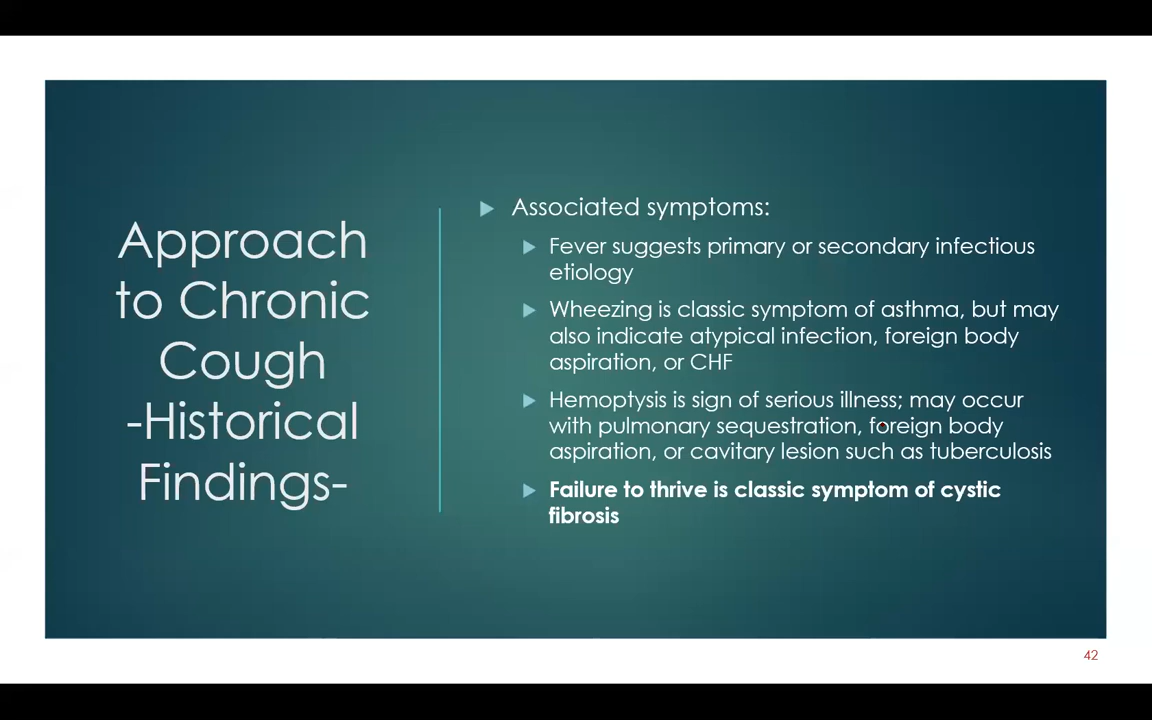 Approach
to Chronic
Cough
-Historical
Findings-
Associated symptoms:
Fever suggests primary or secondary infectious
etiology
Wheezing is classic symptom of asthma, but may
also indicate atypical infection, foreign body
aspiration, or CHF
Hemoptysis is sign of serious illness; may occur
with pulmonary sequestration, foreign body
aspiration, or cavitary lesion such as tuberculosis
Failure to thrive is classic symptom of cystic
fibrosis
42